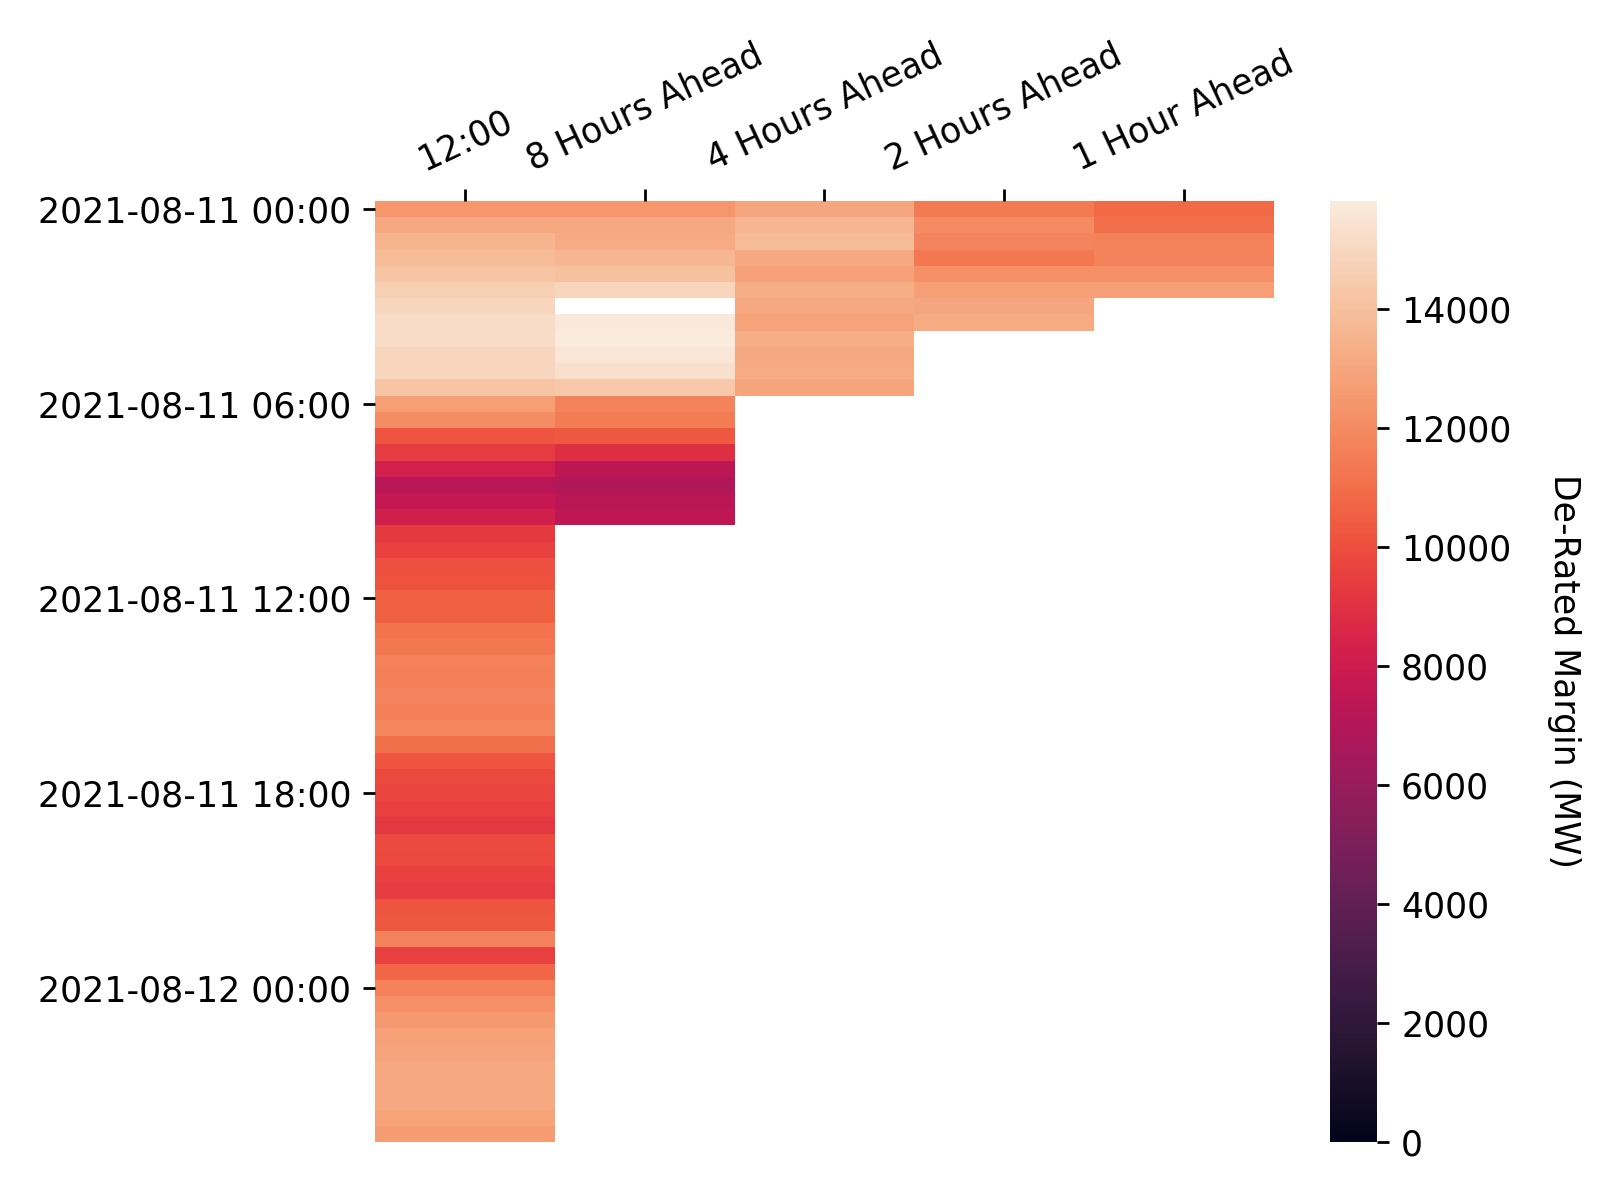 12:00
8 Hours Ahead
4 Hours Ahead
2 Hours Ahead
1 Hour Ahead
2021-08-11 00:00
2021-08-11 06:00
2021-08-11 12:00
2021-08-11 18:00
2021-08-12 00:00
14000
12000
10000
8000
6000
4000
2000
0
De-Rated Margin (MW)